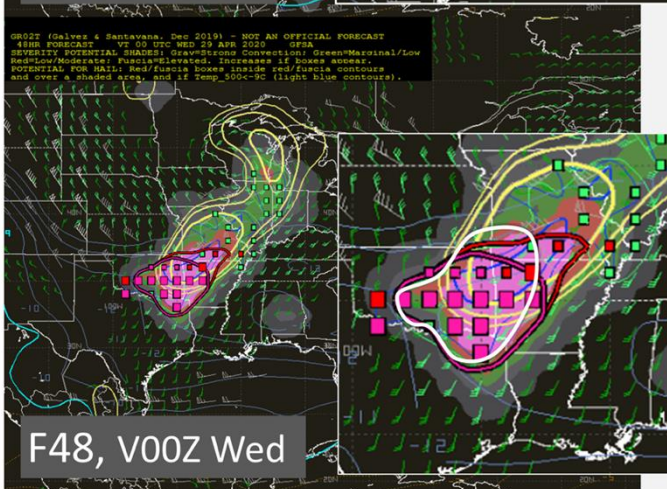 GR02T (Galvez & Santayana, Dec 2019) - NOT AN OFFICIAL FORECAST
48HR FORECAST VT 00 UTC WED 29 APR 2020 GFSA
SEVERITY POTENTIAL SHADES: Gray=Strong Convection; Green=Marginal/Low
Red=Low/Moderate; Fuscia=Elevated. Increases if boxes appear.
POTENTIAL FOR HAIL: Red/fuscia boxes inside red/fuscia contours
and over a shaded area, and if Temp_500<-9C (light blue contours).
F48, V00Z Wed